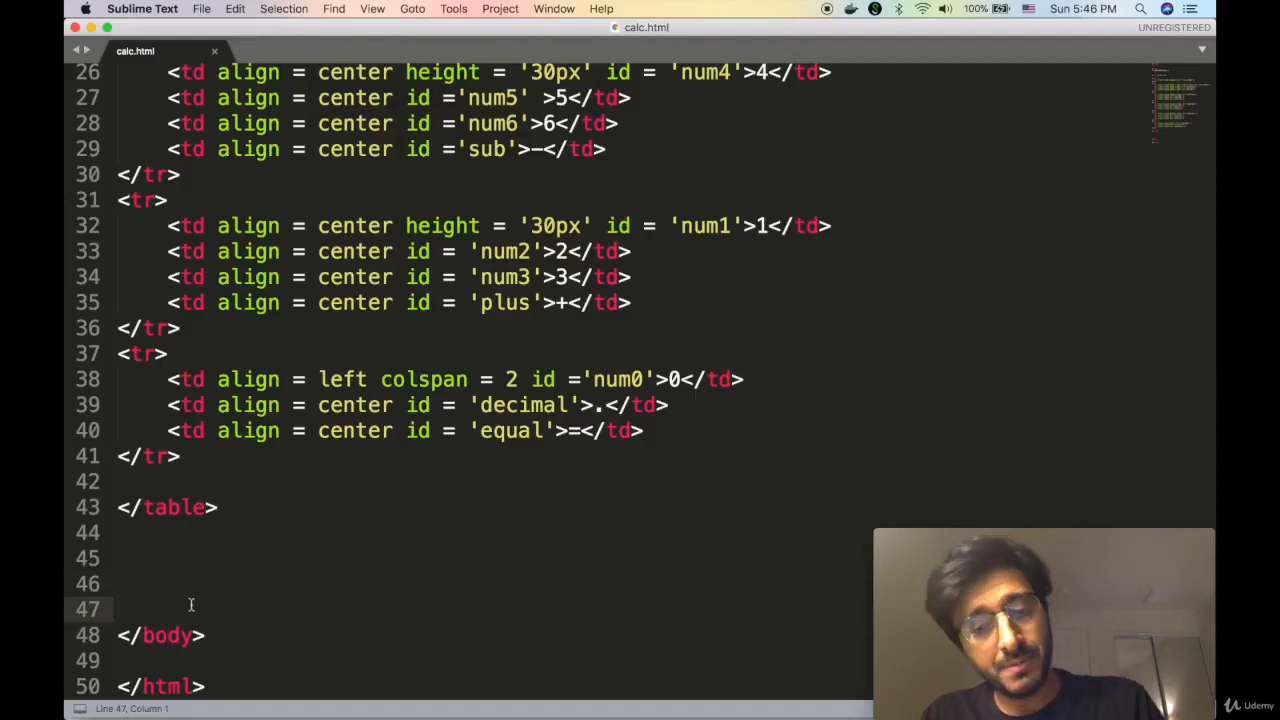 Sublime Text File Edit Selection Find View Goto Tools Project Window Help 100% Sun 5:46 PM
calc.html UNREGISTERED
calc.html ×
26 <td align = center height = '30px' id = 'num4'>4</td>
27 <td align = center id ='num5' >5</td>
28 <td align = center id ='num6'>6</td>
29 <td align = center id ='sub'>−</td>
30 </tr>
31 <tr>
32 <td align = center height = '30px' id = 'num1'>1</td>
33 <td align = center id = 'num2'>2</td>
34 <td align = center id = 'num3'>3</td>
35 <td align = center id = 'plus'>+</td>
36 </tr>
37 <tr>
38 <td align = left colspan = 2 id ='num0'>0</td>
39 <td align = center id = 'decimal'>.</td>
40 <td align = center id = 'equal'>=</td>
41 </tr>
42
43 </table>
44
45
46
47
48 </body>
49
50 </html>
Line 47, Column 1
Udemy